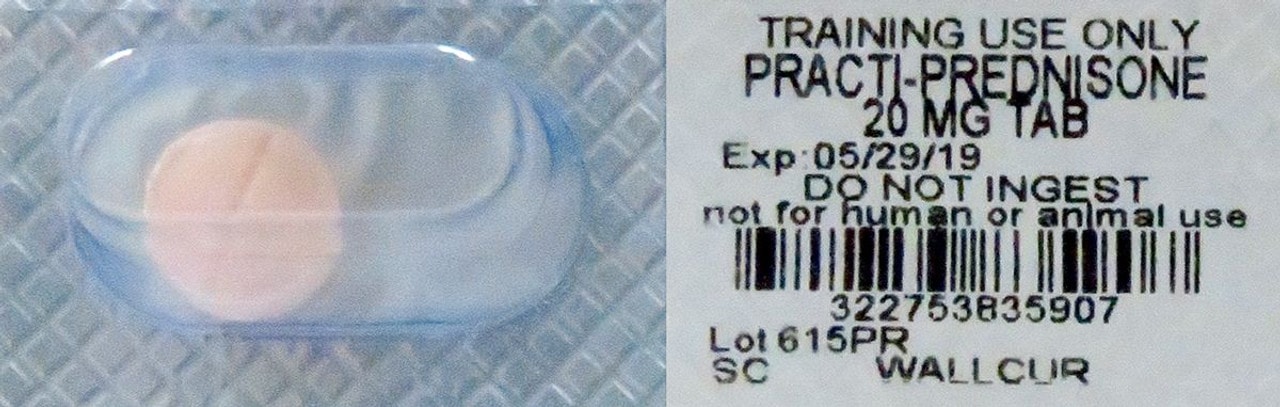 TRAINING USE ONLY
PRACTI-PREDNISONE
20 MG TAB
Exp: 05/29/19
DO NOT INGEST
not for human or animal use
322753835907
Lot 615PR
SC WALLCUR